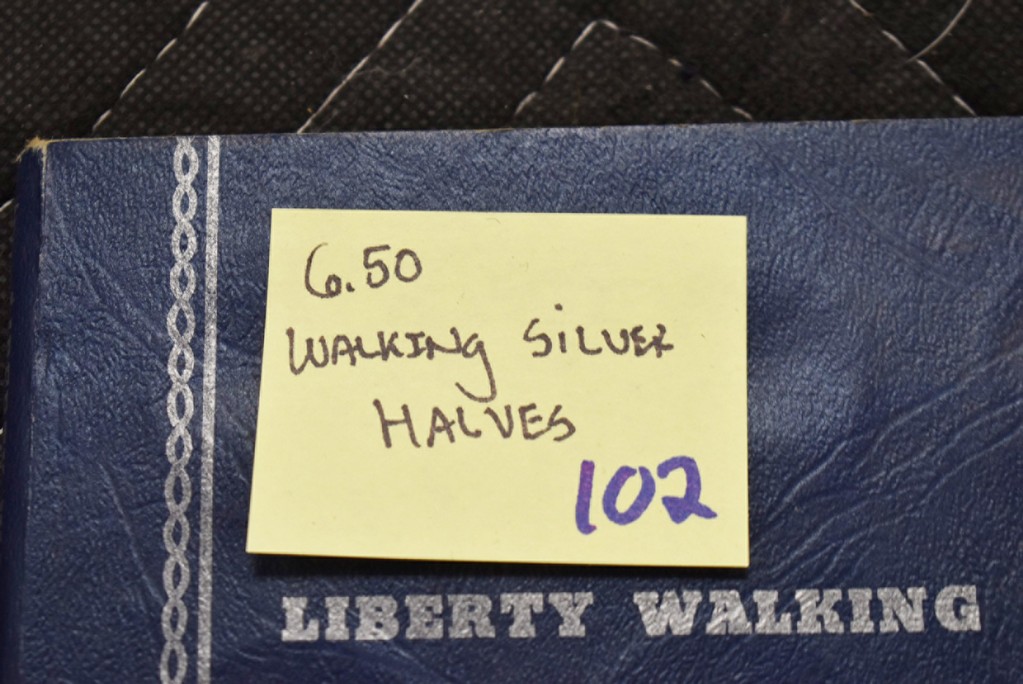 6.50
WALKING SILVER
HALVES
102
LIBERTY WALKING